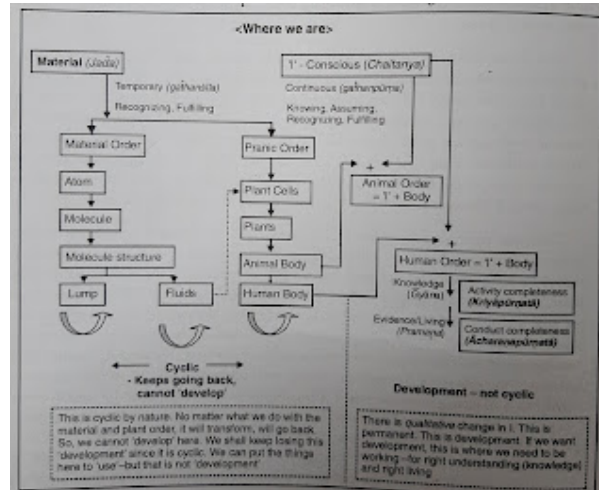 <Where we are>
Material (Jada)
1' - Conscious (Chaitanya)
Temporary
Continuous
Recognizing, Fulfilling
Knowing, Assuming,
Recognizing, Fulfilling
Material Order
Pranic Order
+
Animal Order
= 1' + Body
Atom
Plant Cells
Molecule
Plants
+
Molecule structure
Animal Body
Human Order = 1' + Body
Lump
Fluids
Human Body
Knowledge
Activity completeness
Evidence/Living
Conduct completeness
Cyclic
- Keeps going back,
cannot 'develop'
Development – not cyclic
This is cyclic by nature. No matter what we do with the
material and plant order, it will transform, will go back.
So, we cannot 'develop' here. We shall keep losing this
'development' since it is cyclic. We can put the things
here to 'use'–but that is not 'development'
There is qualitative change in I. This is
permanent. This is development. If we want
development, this is where we need to be
working–for right understanding (knowledge)
and right living